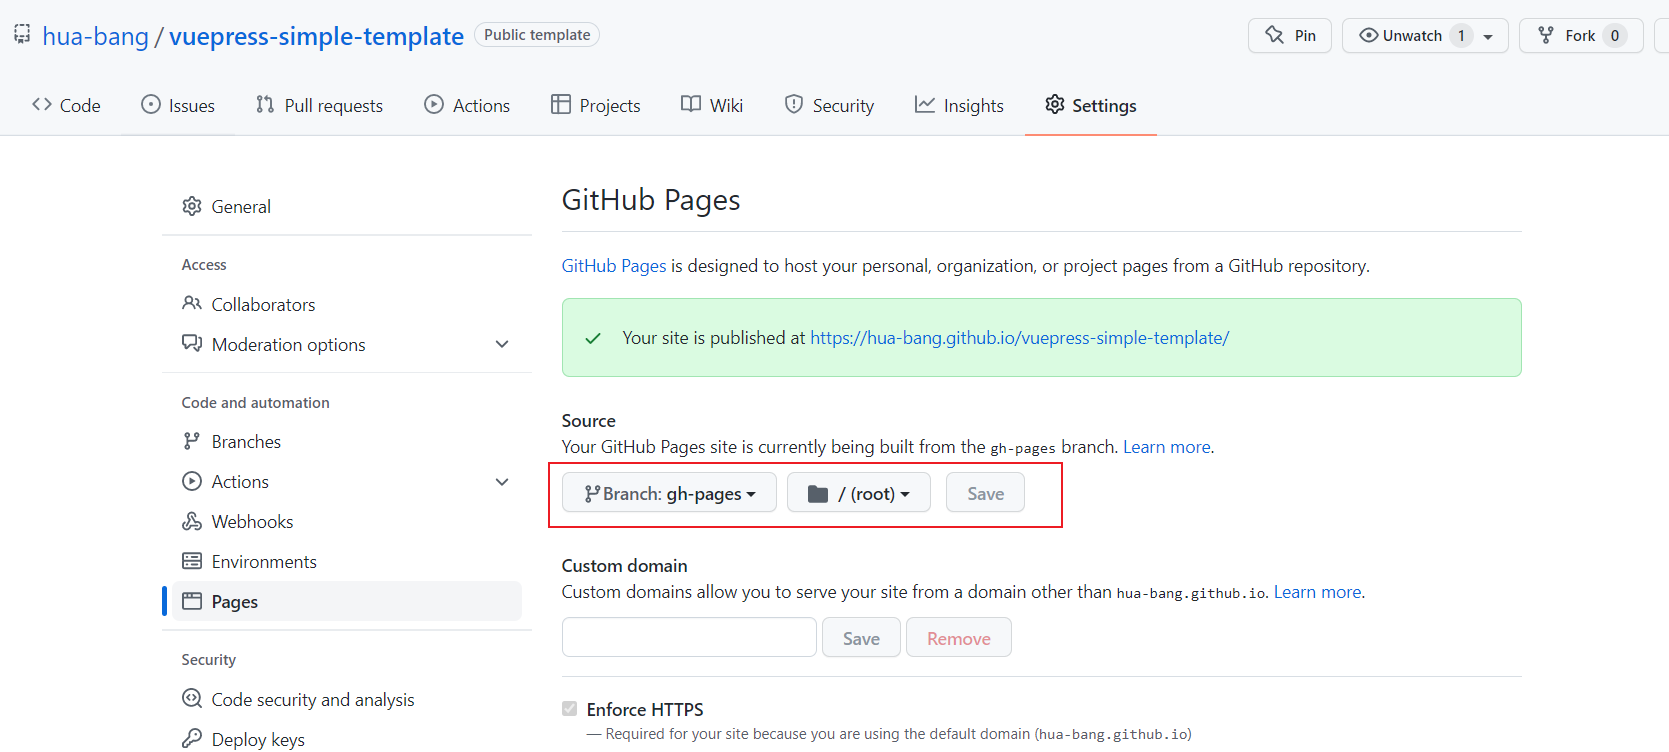 hua-bang / vuepress-simple-template Public template Pin Unwatch 1 Fork 0
Code Issues Pull requests Actions Projects Wiki Security Insights Settings
General
Access
Collaborators
Moderation options
Code and automation
Branches
Actions
Webhooks
Environments
Pages
Security
Code security and analysis
Deploy keys
GitHub Pages
GitHub Pages is designed to host your personal, organization, or project pages from a GitHub repository.
Your site is published at https://hua-bang.github.io/vuepress-simple-template/
Source
Your GitHub Pages site is currently being built from the gh-pages branch. Learn more.
Branch: gh-pages / (root) Save
Custom domain
Custom domains allow you to serve your site from a domain other than hua-bang.github.io. Learn more.
Save Remove
Enforce HTTPS
— Required for your site because you are using the default domain (hua-bang.github.io)